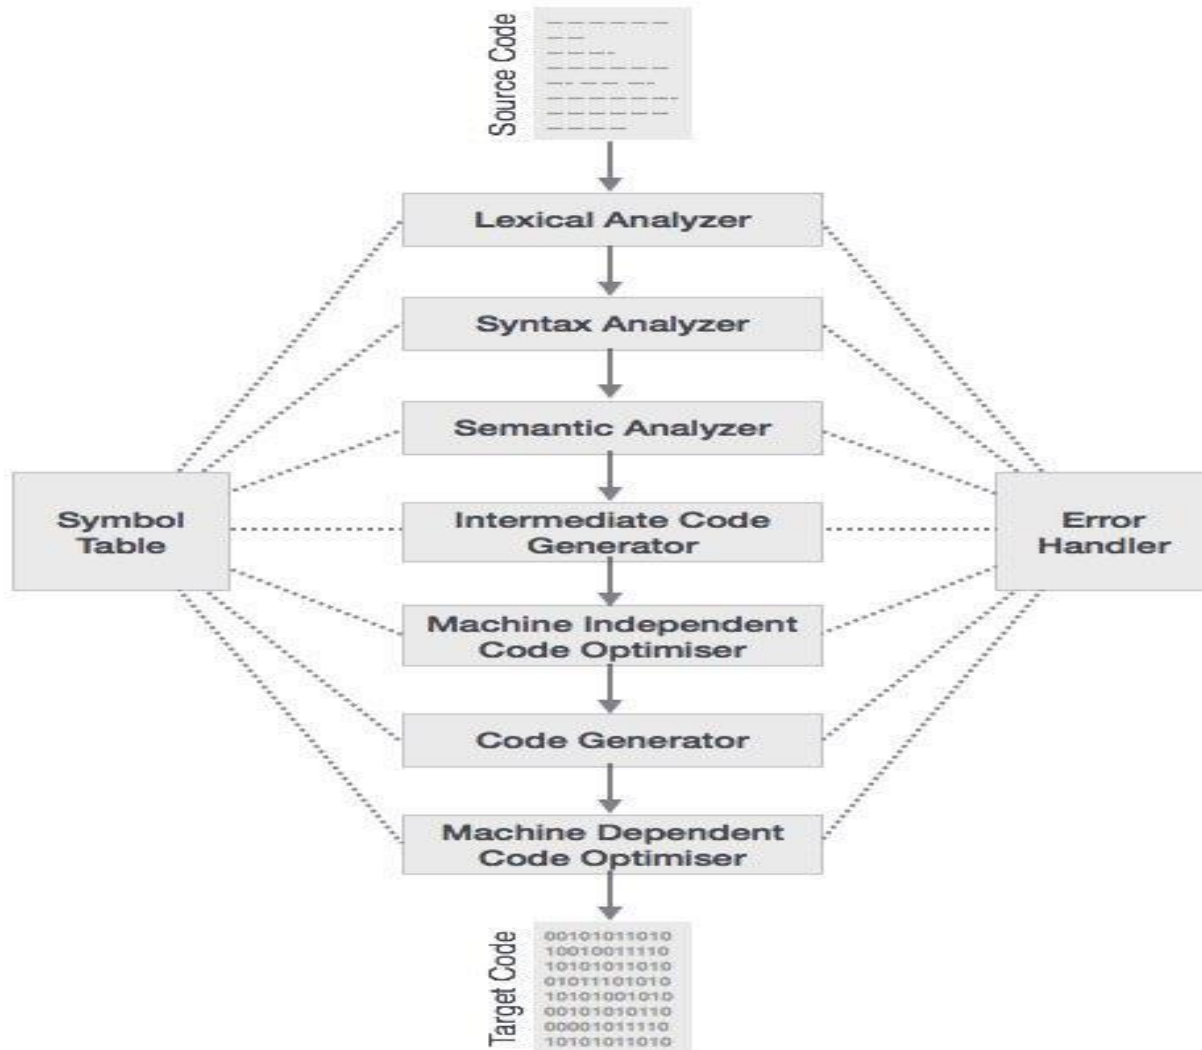 Source Code
Lexical Analyzer
Syntax Analyzer
Semantic Analyzer
Symbol
Table
Intermediate Code
Generator
Error
Handler
Machine Independent
Code Optimiser
Code Generator
Machine Dependent
Code Optimiser
Target Code
00101011010
10010011110
10101011010
01011101010
10101001010
00101010110
00001011110
10101011010